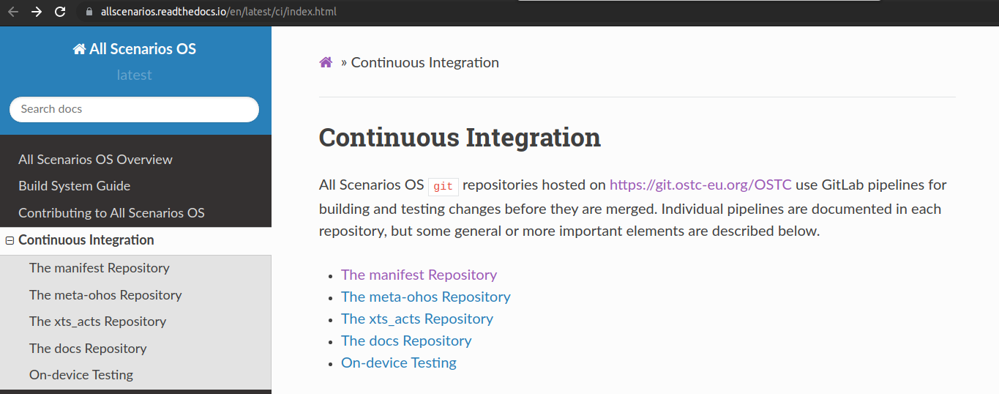 allscenarios.readthedocs.io/en/latest/ci/index.html
All Scenarios OS
latest
Search docs
All Scenarios OS Overview
Build System Guide
Contributing to All Scenarios OS
Continuous Integration
The manifest Repository
The meta-ohos Repository
The xts_acts Repository
The docs Repository
On-device Testing
» Continuous Integration
Continuous Integration
All Scenarios OS git repositories hosted on https://git.ostc-eu.org/OSTC use GitLab pipelines for
building and testing changes before they are merged. Individual pipelines are documented in each
repository, but some general or more important elements are described below.
• The manifest Repository
• The meta-ohos Repository
• The xts_acts Repository
• The docs Repository
• On-device Testing